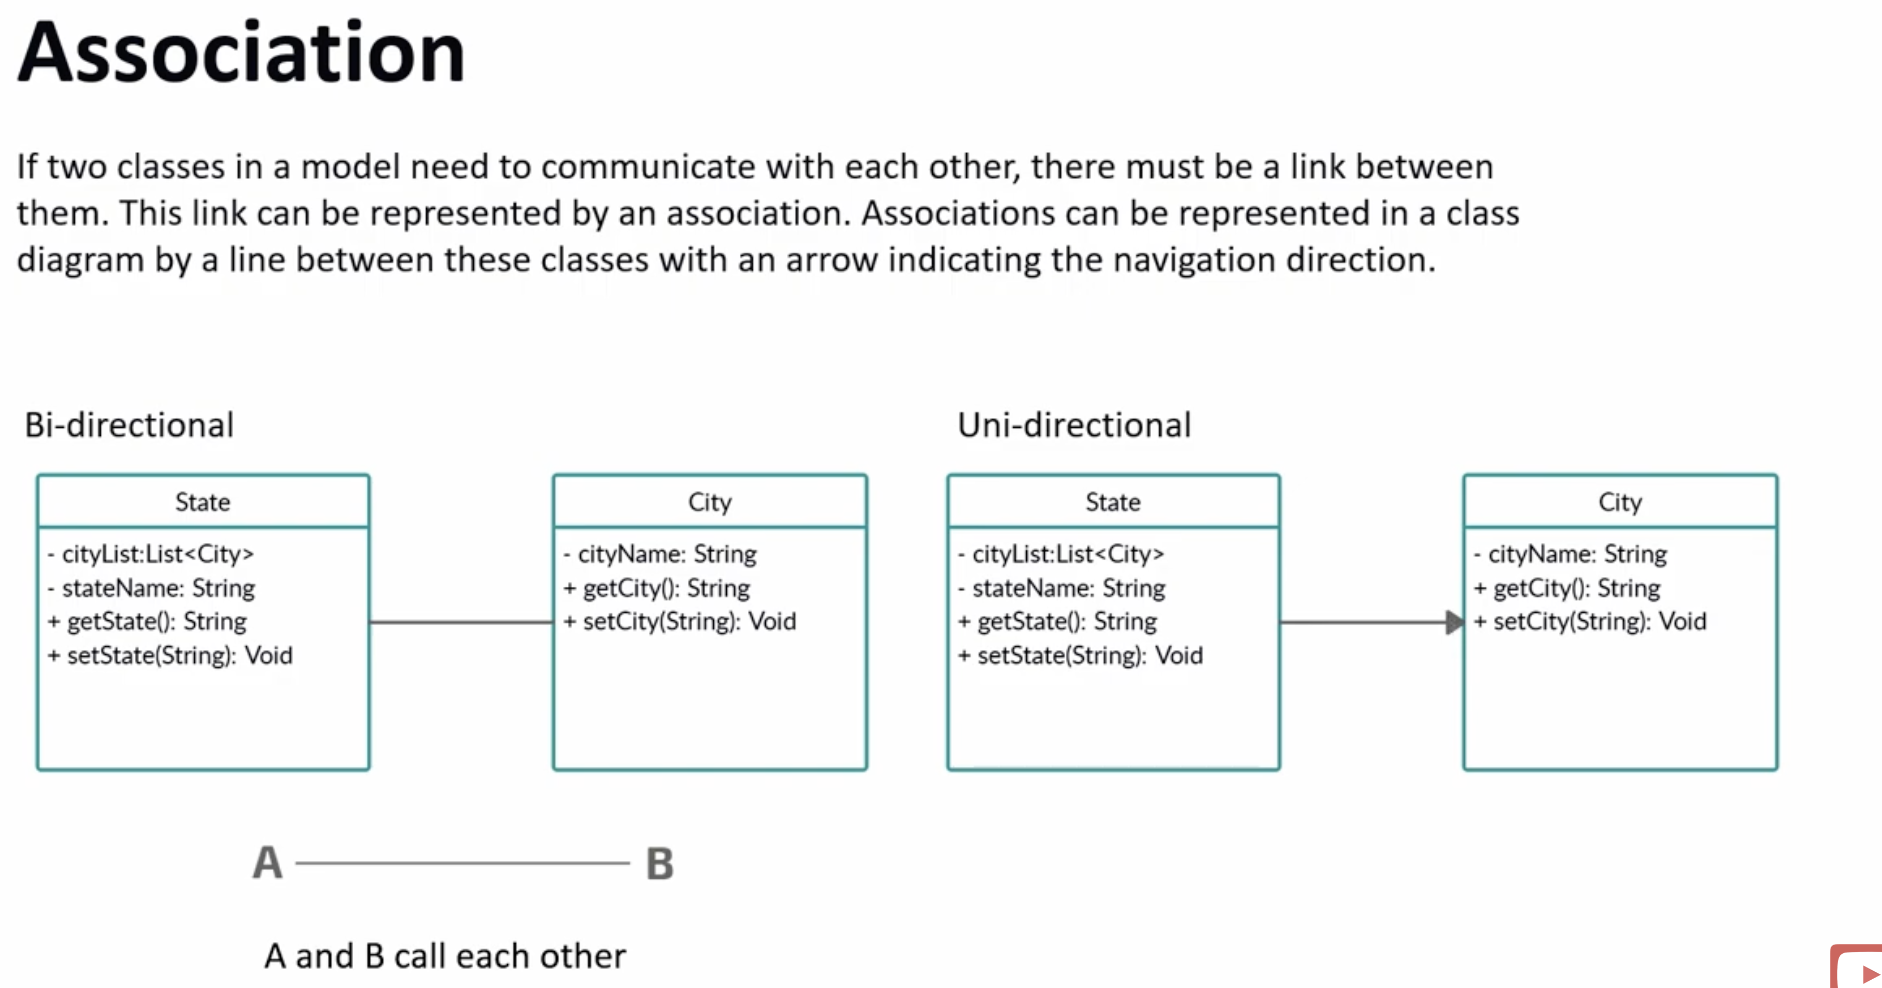 Association
If two classes in a model need to communicate with each other, there must be a link between
them. This link can be represented by an association. Associations can be represented in a class
diagram by a line between these classes with an arrow indicating the navigation direction.
Bi-directional
State
- cityList:List<City>
- stateName: String
+ getState(): String
+ setState(String): Void
City
- cityName: String
+ getCity(): String
+ setCity(String): Void
A
B
A and B call each other
Uni-directional
State
- cityList:List<City>
- stateName: String
+ getState(): String
+ setState(String): Void
City
- cityName: String
+ getCity(): String
+ setCity(String): Void